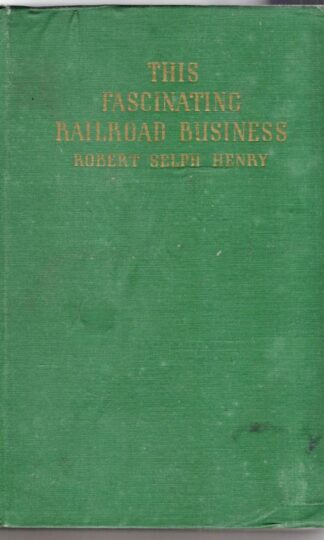 THIS
FASCINATING
RAILROAD BUSINESS
ROBERT SELPH HENRY